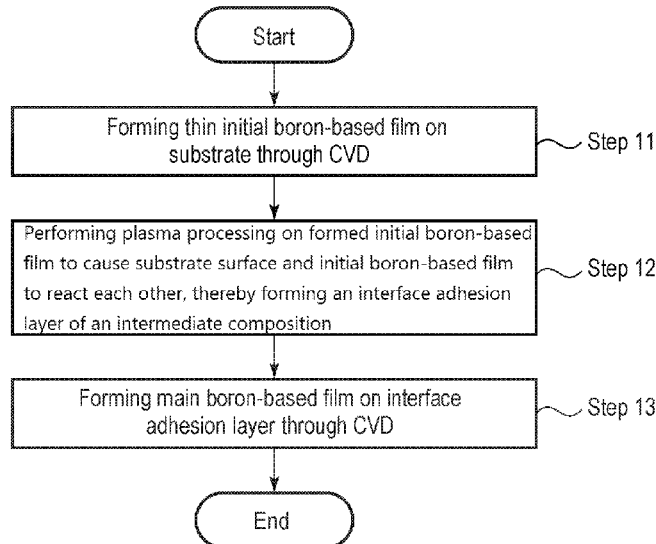 Start
Forming thin initial boron-based film on
substrate through CVD
Step 11
Performing plasma processing on formed initial boron-based
film to cause substrate surface and initial boron-based film
to react each other, thereby forming an interface adhesion
layer of an intermediate composition
Step 12
Forming main boron-based film on interface
adhesion layer through CVD
Step 13
End